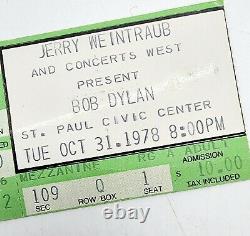 JERRY WEINTRAUB
AND CONCERTS WEST
PRESENT
BOB DYLAN
ST. PAUL CIVIC CENTER
TUE OCT 31.1978 8:00PM
MEZZANINE RG A ADULT
109 Q 1 $ 10.00
SEC ROW/BOX SEAT
ADMISSION
TAX INCLUDED